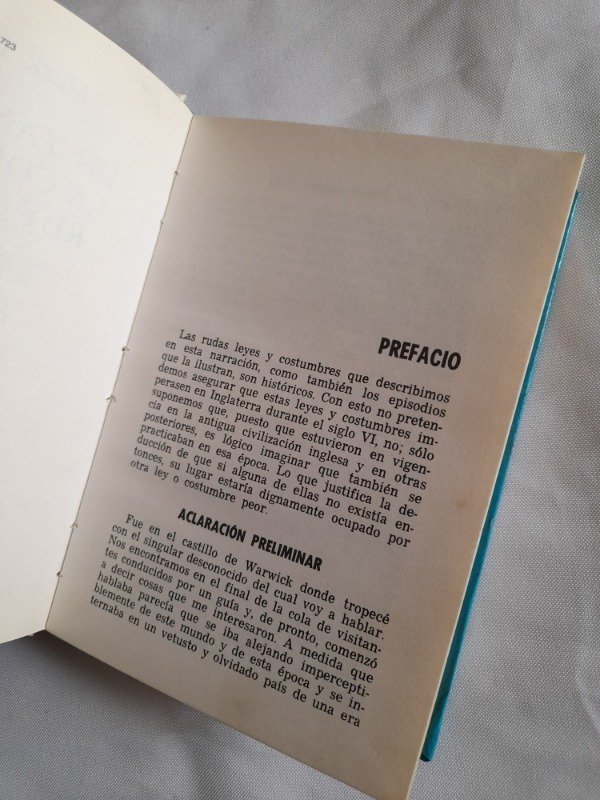 723
PREFACIO
Las rudas leyes y costumbres que describimos
en esta narración, como también los episodios
que la ilustran, son históricos. Con esto no preten-
demos asegurar que estas leyes y costumbres im-
perasen en Inglaterra durante el siglo VI, no; sólo
suponemos que, puesto que estuvieron en vigen-
cia en la antigua civilización inglesa y en otras
posteriores, es lógico imaginar que también se
practicaban en esa época. Lo que justifica la de-
ducción de que si alguna de ellas no existía en-
tonces, su lugar estaría dignamente ocupado por
otra ley o costumbre peor.
ACLARACIÓN PRELIMINAR
Fue en el castillo de Warwick donde tropecé
con el singular desconocido del cual voy a hablar.
Nos encontramos en el final de la cola de visitan-
tes conducidos por un guía y, de pronto, comenzó
a decir cosas que me interesaron. A medida que
hablaba parecía que se iba alejando impercepti-
blemente de este mundo y de esta época y se in-
ternaba en un vetusto y olvidado país de una era